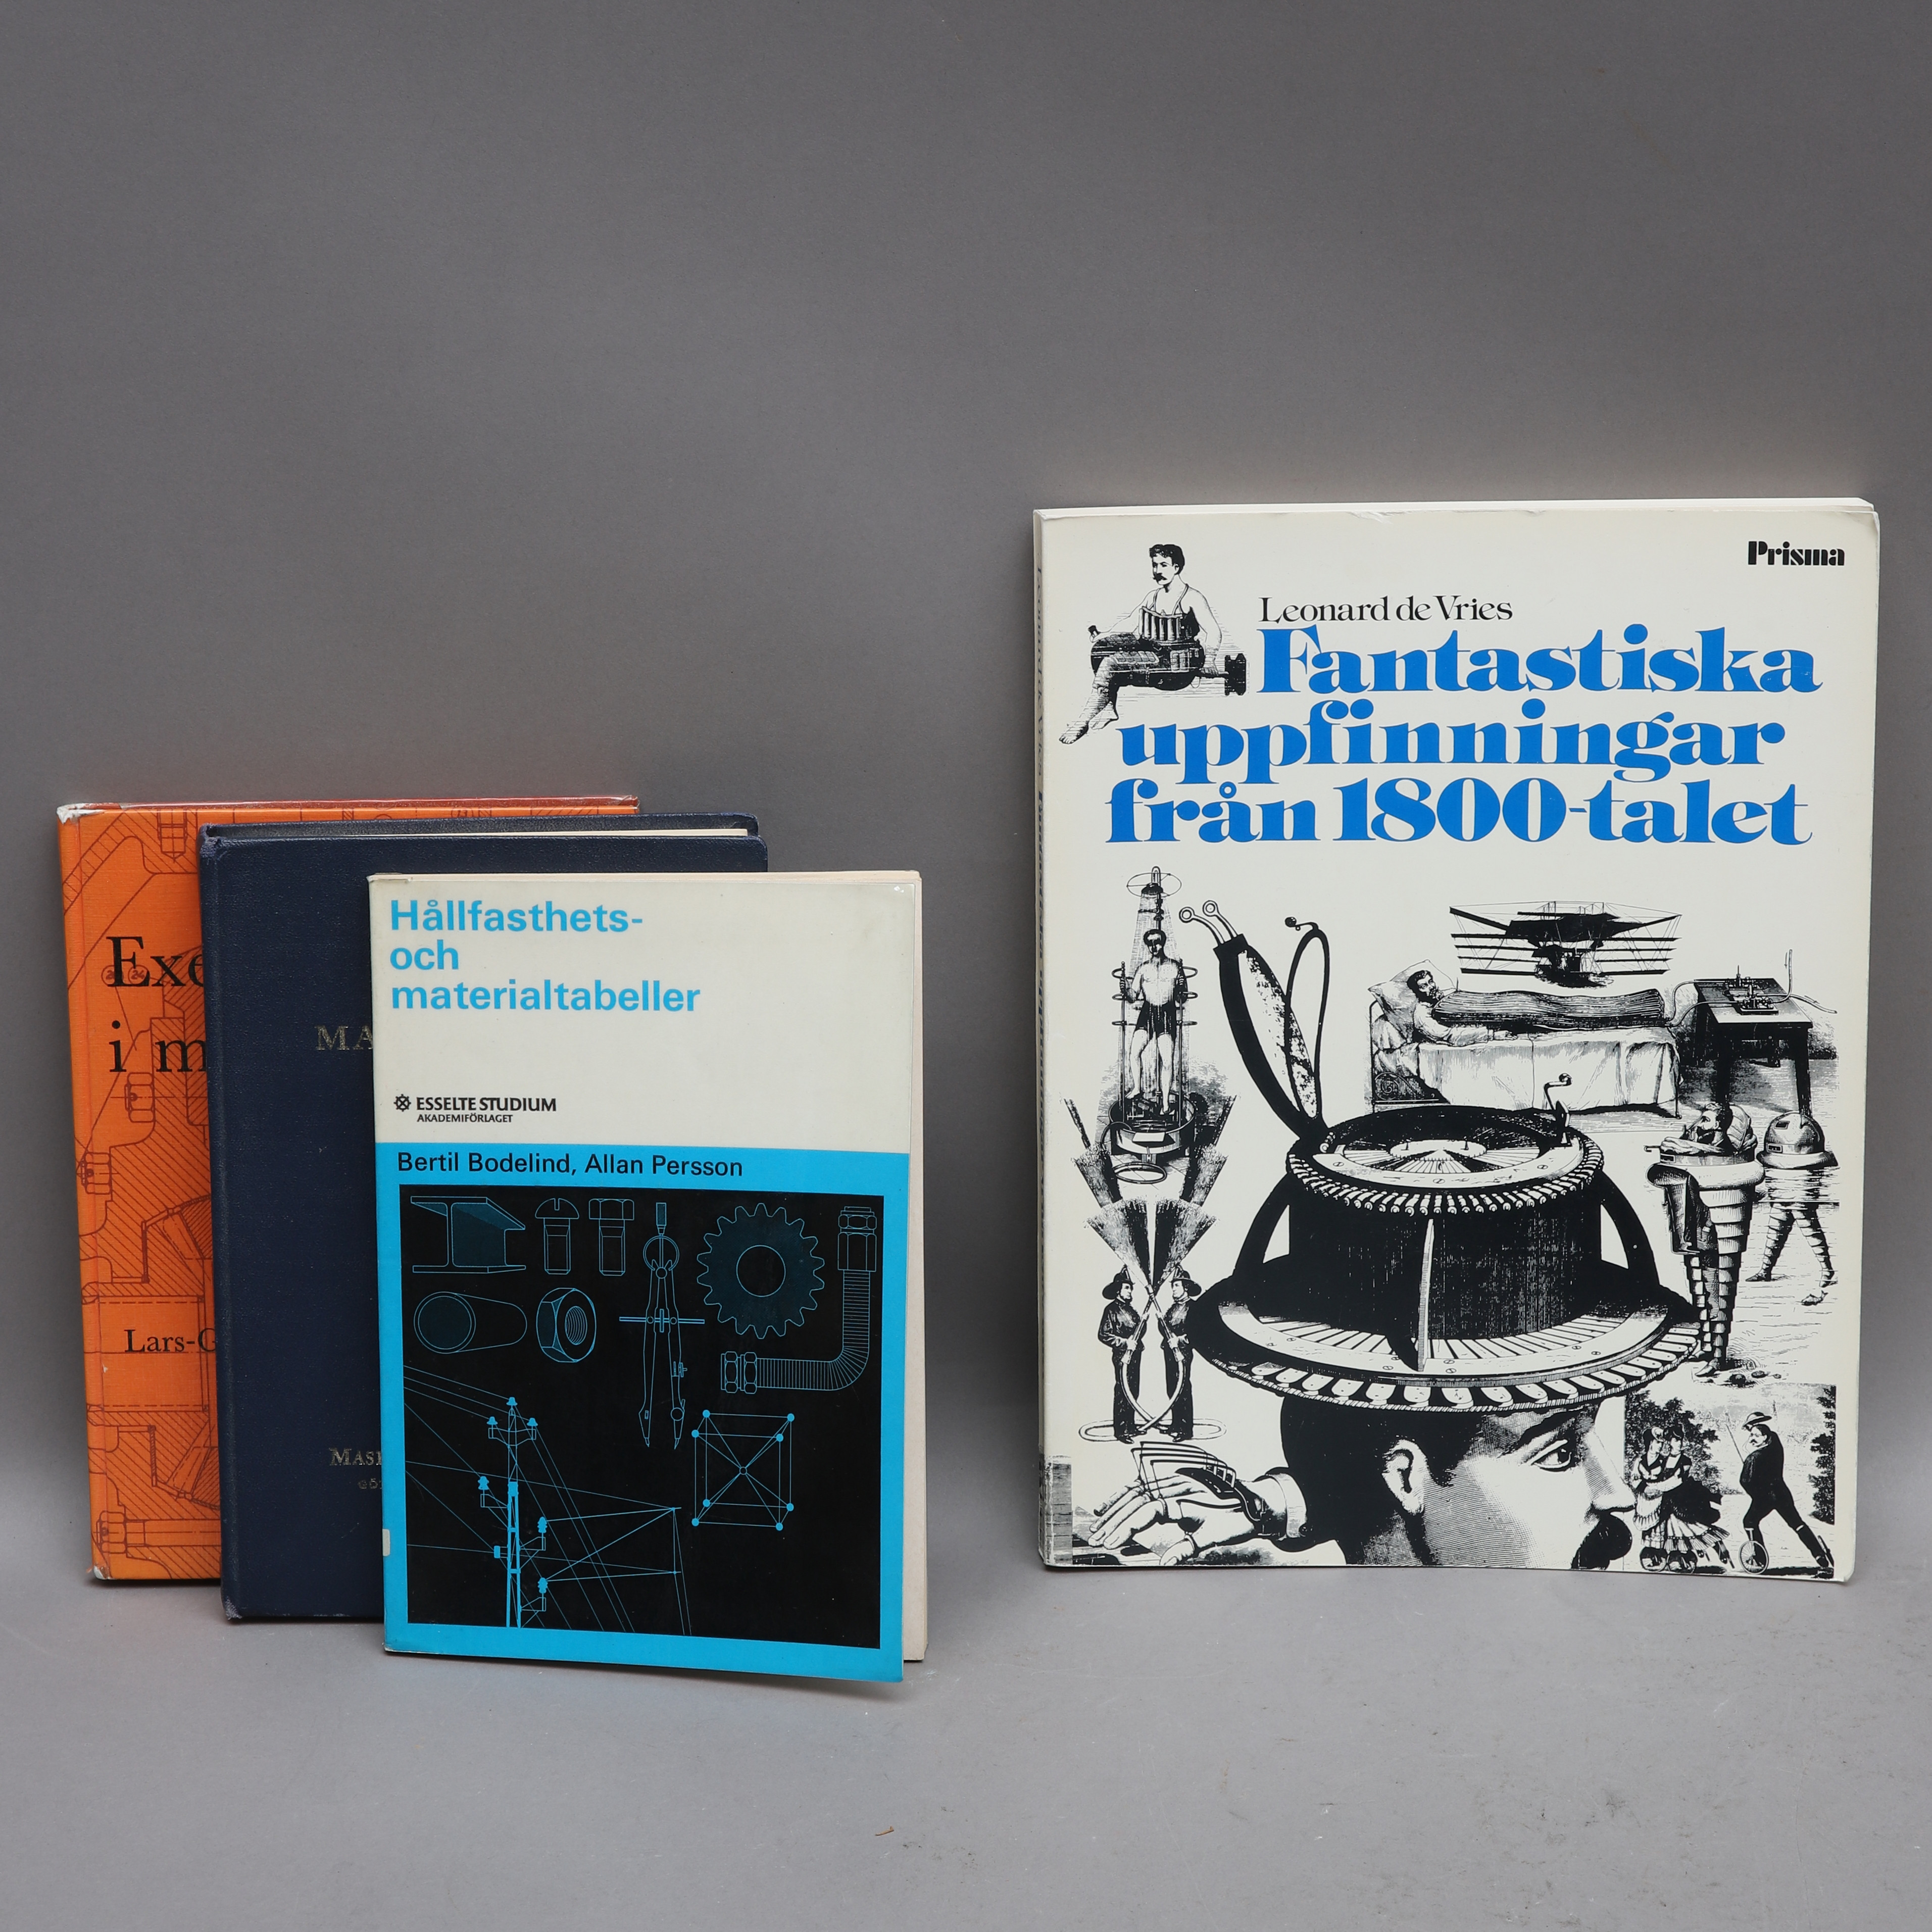 Exe
i m
Lars-G
MA
MAS
GÖ
Hållfasthets-
och
materialtabeller
ESSELTE STUDIUM
AKADEMIFÖRLAGET
Bertil Bodelind, Allan Persson
Prisma
Leonard de Vries
Fantastiska
uppfinningar
från 1800-talet